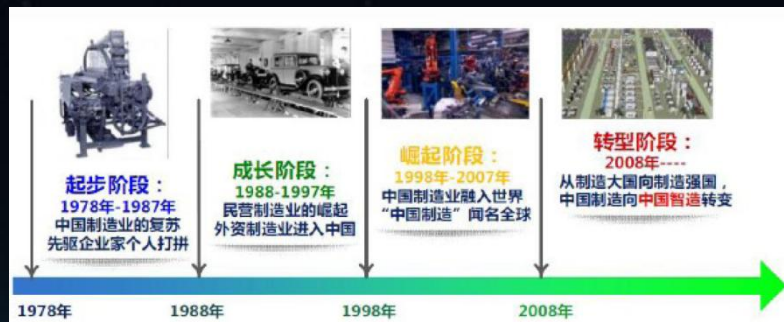 起步阶段：
1978年-1987年
中国制造业的复苏
先驱企业家个人打拼
成长阶段：
1988-1997年
民营制造业的崛起
外资制造业进入中国
崛起阶段：
1998年-2007年
中国制造业融入世界
“中国制造”闻名全球
转型阶段：
2008年----
从制造大国向制造强国，
中国制造向中国智造转变
1978年
1988年
1998年
2008年